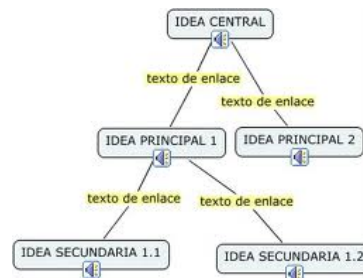 IDEA CENTRAL
texto de enlace
texto de enlace
IDEA PRINCIPAL 1
IDEA PRINCIPAL 2
texto de enlace
texto de enlace
IDEA SECUNDARIA 1.1
IDEA SECUNDARIA 1.2